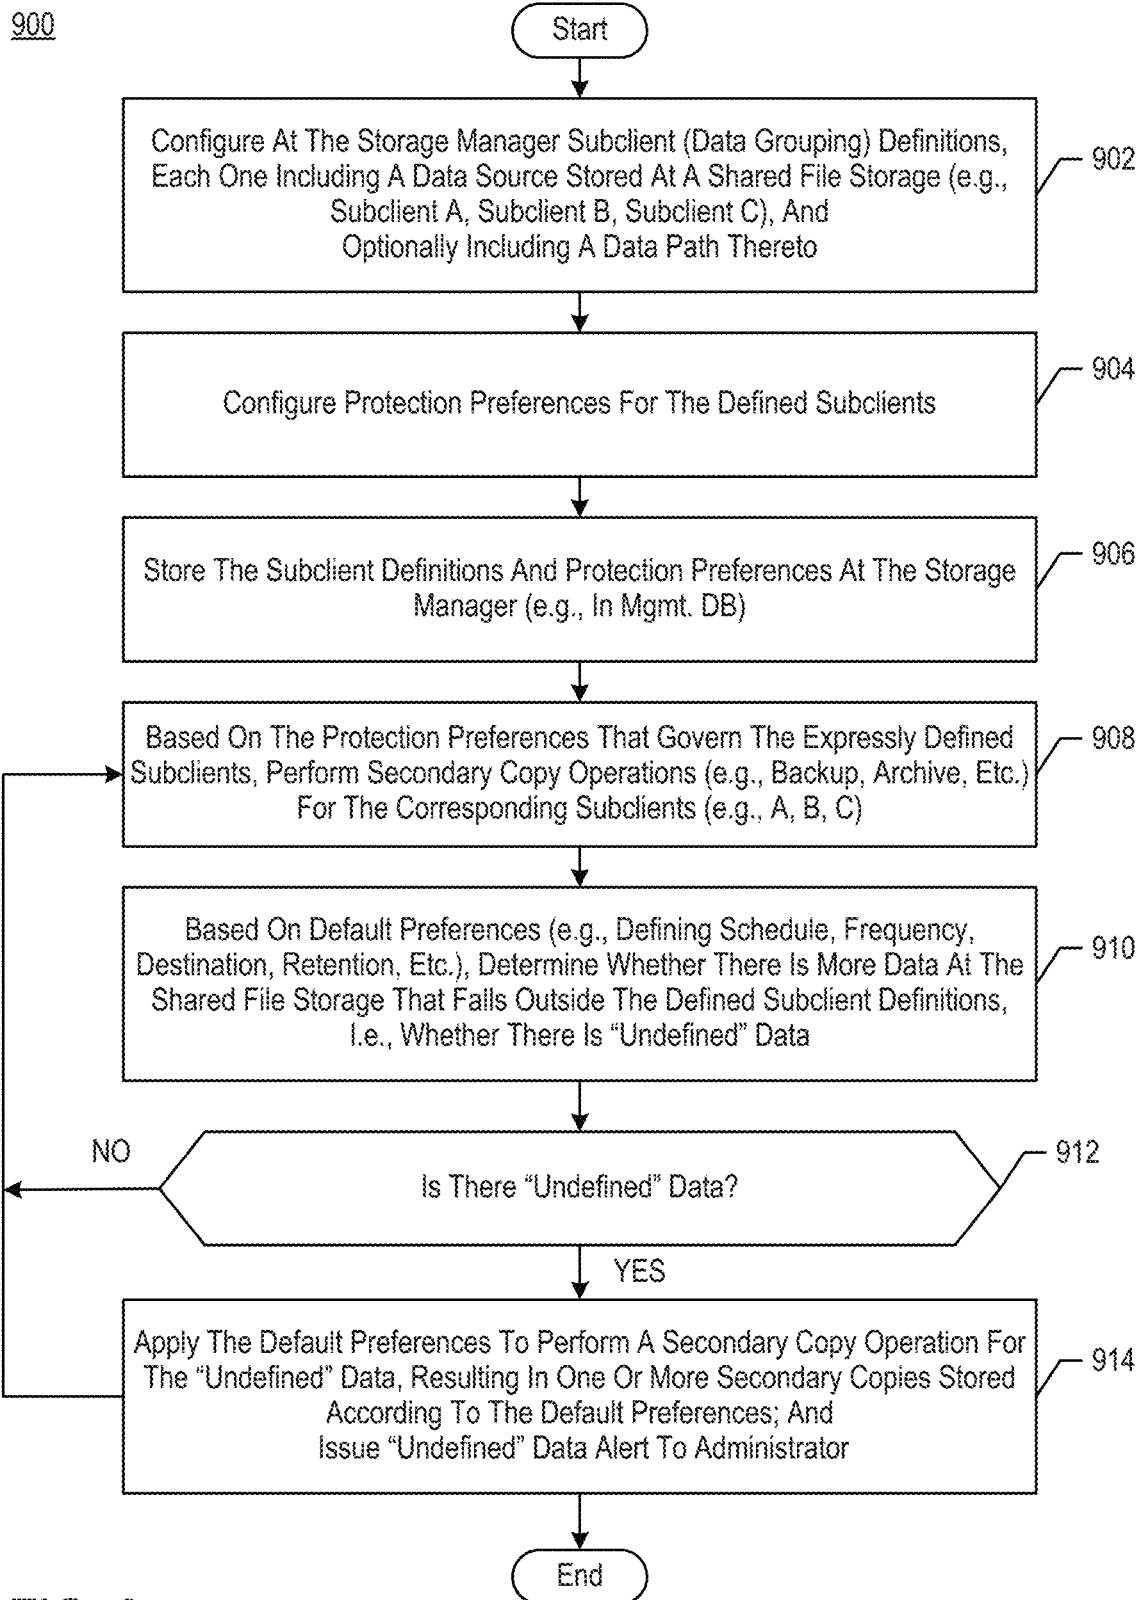 900
Start
Configure At The Storage Manager Subclient (Data Grouping) Definitions,
Each One Including A Data Source Stored At A Shared File Storage (e.g.,
Subclient A, Subclient B, Subclient C), And
Optionally Including A Data Path Thereto
902
Configure Protection Preferences For The Defined Subclients
904
Store The Subclient Definitions And Protection Preferences At The Storage
Manager (e.g., In Mgmt. DB)
906
Based On The Protection Preferences That Govern The Expressly Defined
Subclients, Perform Secondary Copy Operations (e.g., Backup, Archive, Etc.)
For The Corresponding Subclients (e.g., A, B, C)
908
Based On Default Preferences (e.g., Defining Schedule, Frequency,
Destination, Retention, Etc.), Determine Whether There Is More Data At The
Shared File Storage That Falls Outside The Defined Subclient Definitions,
I.e., Whether There Is “Undefined” Data
910
NO
Is There “Undefined” Data?
912
YES
Apply The Default Preferences To Perform A Secondary Copy Operation For
The “Undefined” Data, Resulting In One Or More Secondary Copies Stored
According To The Default Preferences; And
Issue “Undefined” Data Alert To Administrator
914
End